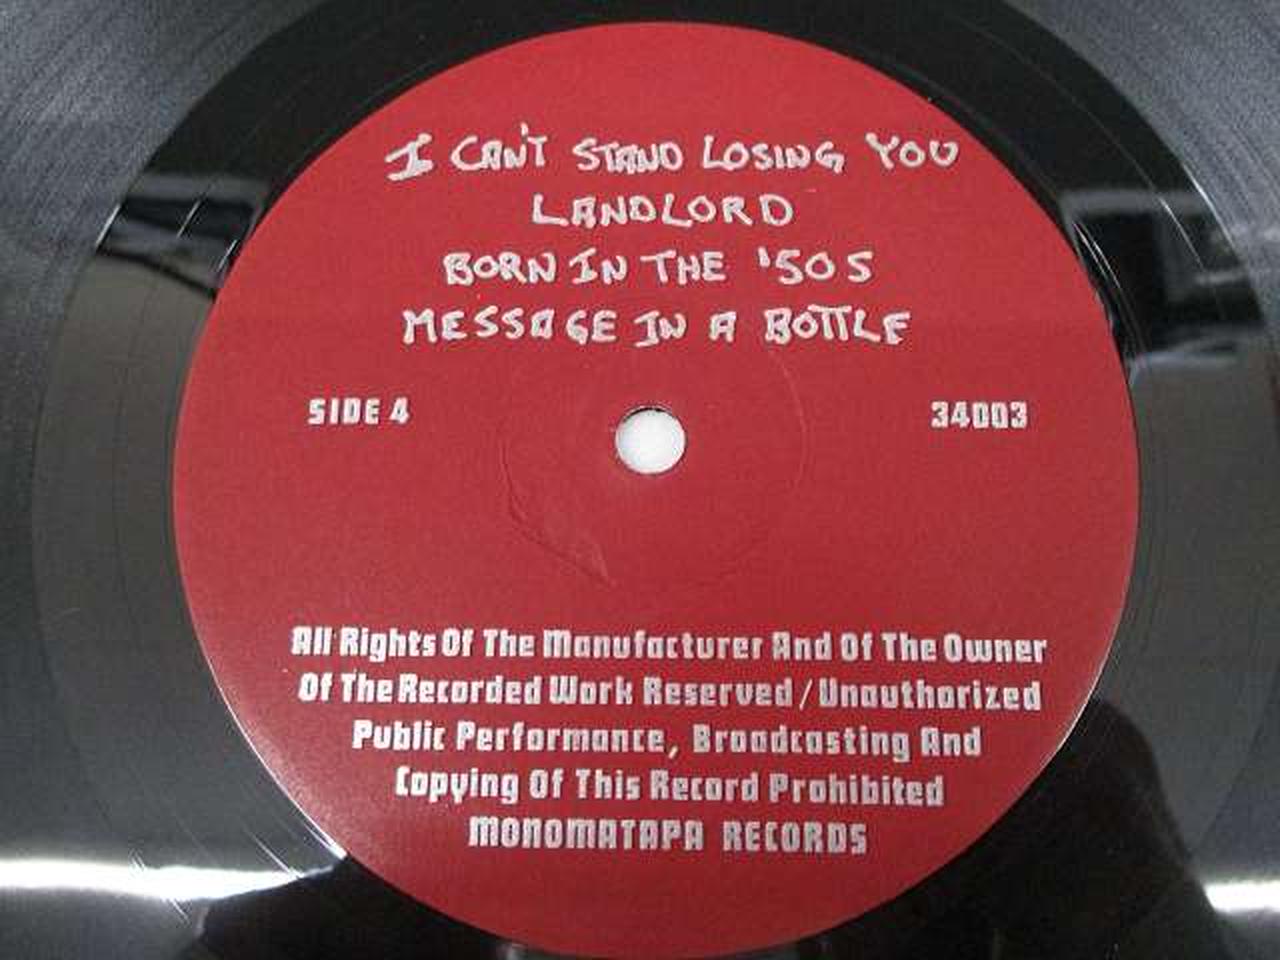 I CAN'T STAND LOSING YOU
LANDLORD
BORN IN THE '50S
MESSAGE IN A BOTTLE
SIDE 4 34003
All Rights Of The Manufacturer And Of The Owner
Of The Recorded Work Reserved / Unauthorized
Public Performance, Broadcasting And
Copying Of This Record Prohibited
MONOMATAPA RECORDS